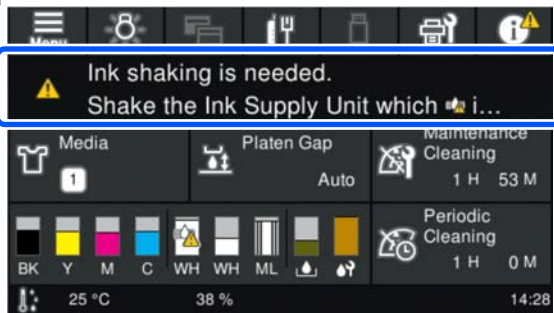 Menu
Ink shaking is needed.
Shake the Ink Supply Unit which i...
Media
1
Platen Gap
Auto
Maintenance
Cleaning
1 H 53 M
Periodic
Cleaning
1 H 0 M
BK Y M C WH WH ML
25 °C 38 % 14:28